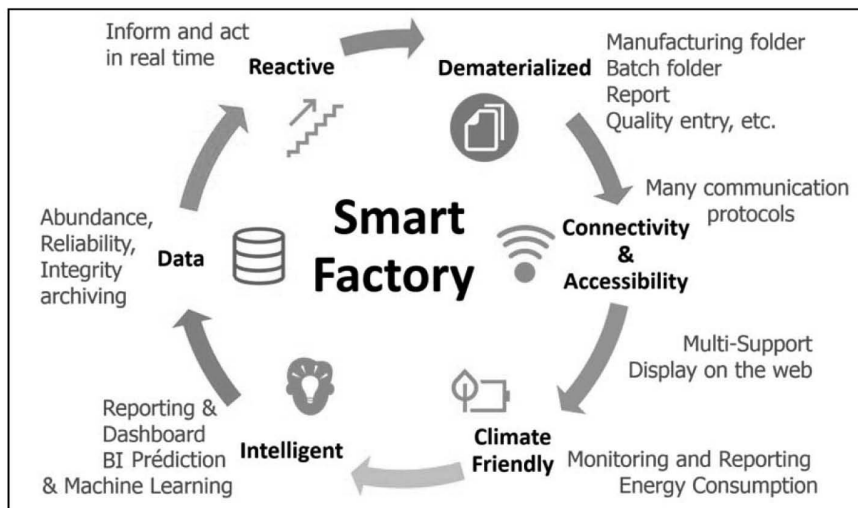 Inform and act
in real time
Reactive
Dematerialized
Manufacturing folder
Batch folder
Report
Quality entry, etc.
Many communication
protocols
Connectivity
&
Accessibility
Multi-Support
Display on the web
Climate
Friendly
Monitoring and Reporting
Energy Consumption
Intelligent
Reporting &
Dashboard
BI Prédiction
& Machine Learning
Data
Abundance,
Reliability,
Integrity
archiving
Smart
Factory